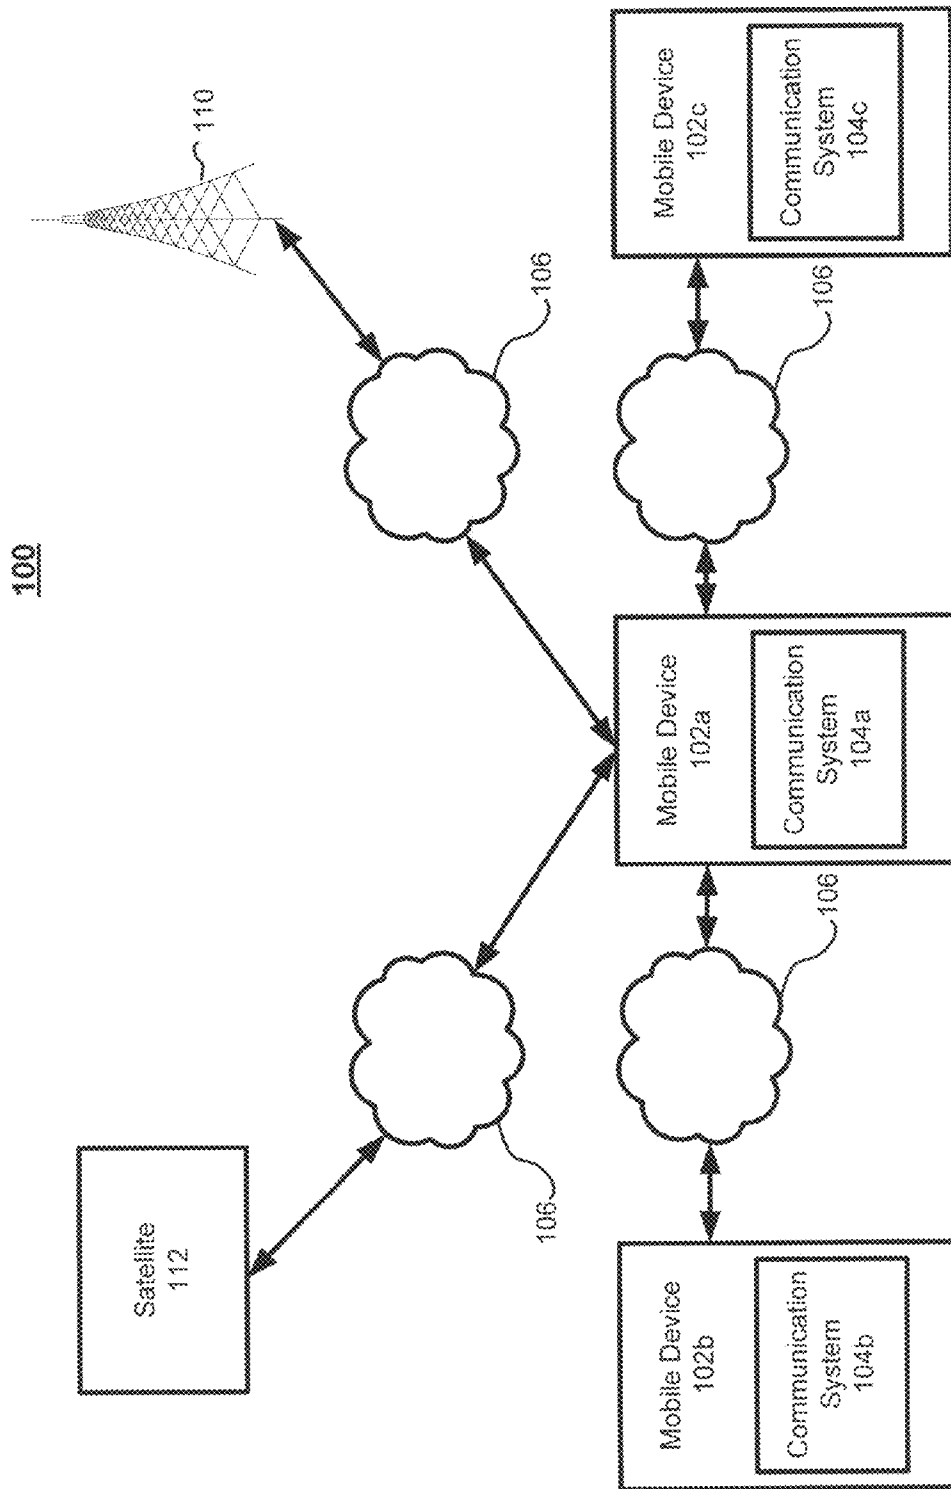 100
Satellite
112
110
106
106
Mobile Device
102b
Communication
System
104b
106
Mobile Device
102a
Communication
System
104a
106
Mobile Device
102c
Communication
System
104c